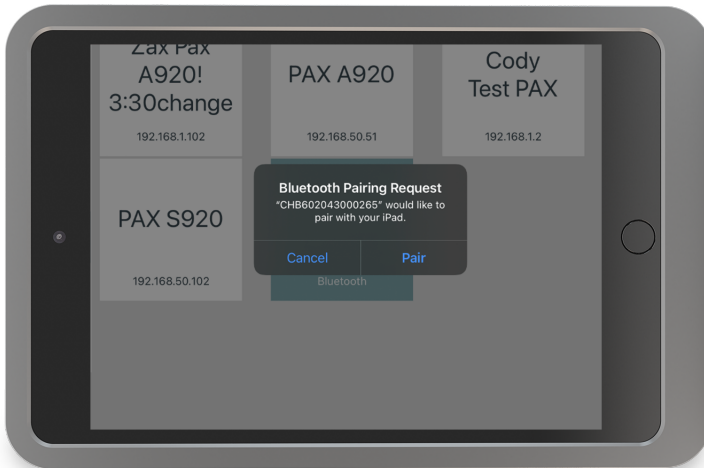 Zax Pax
A920!
3:30change
192.168.1.102
PAX A920
192.168.50.51
Cody
Test PAX
192.168.1.2
PAX S920
192.168.50.102
Bluetooth Pairing Request
“CHB602043000265” would like to
pair with your iPad.
Cancel
Pair
Bluetooth